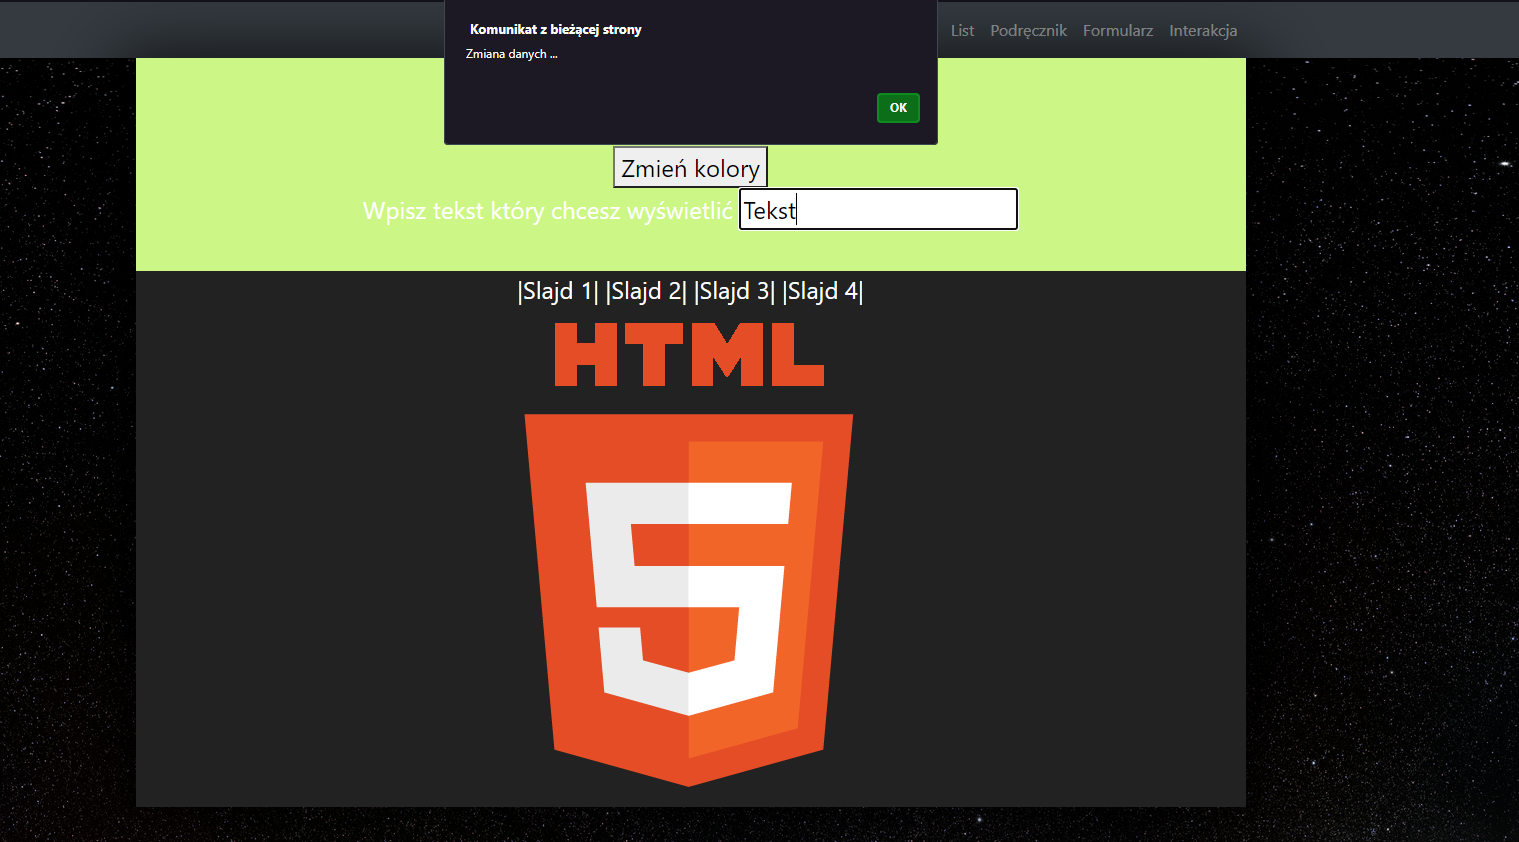 Komunikat z bieżącej strony
Zmiana danych ...
OK
List Podręcznik Formularz Interakcja
Zmień kolory
Wpisz tekst który chcesz wyświetlić Tekst
|Slajd 1| |Slajd 2| |Slajd 3| |Slajd 4|
HTML
5